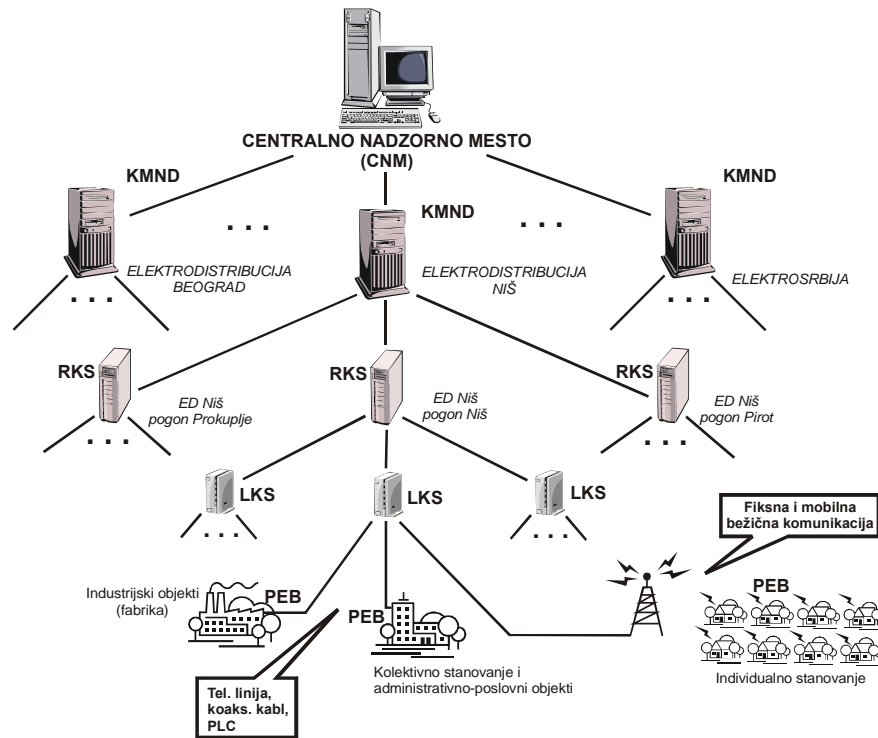 CENTRALNO NADZORNO MESTO
(CNM)
KMND
KMND
KMND
. . .
. . .
ELEKTRODISTRIBUCIJA
BEOGRAD
ELEKTRODISTRIBUCIJA
NIŠ
ELEKTROSRBIJA
. . .
. . .
RKS
RKS
RKS
ED Niš
pogon Prokuplje
ED Niš
pogon Niš
ED Niš
pogon Pirot
. . .
. . .
LKS
LKS
LKS
. . .
. . .
Fiksna i mobilna
bežična komunikacija
Industrijski objekti
(fabrika)
PEB
PEB
PEB
Kolektivno stanovanje i
administrativno-poslovni objekti
Individualno stanovanje
Tel. linija,
koaks. kabl,
PLC